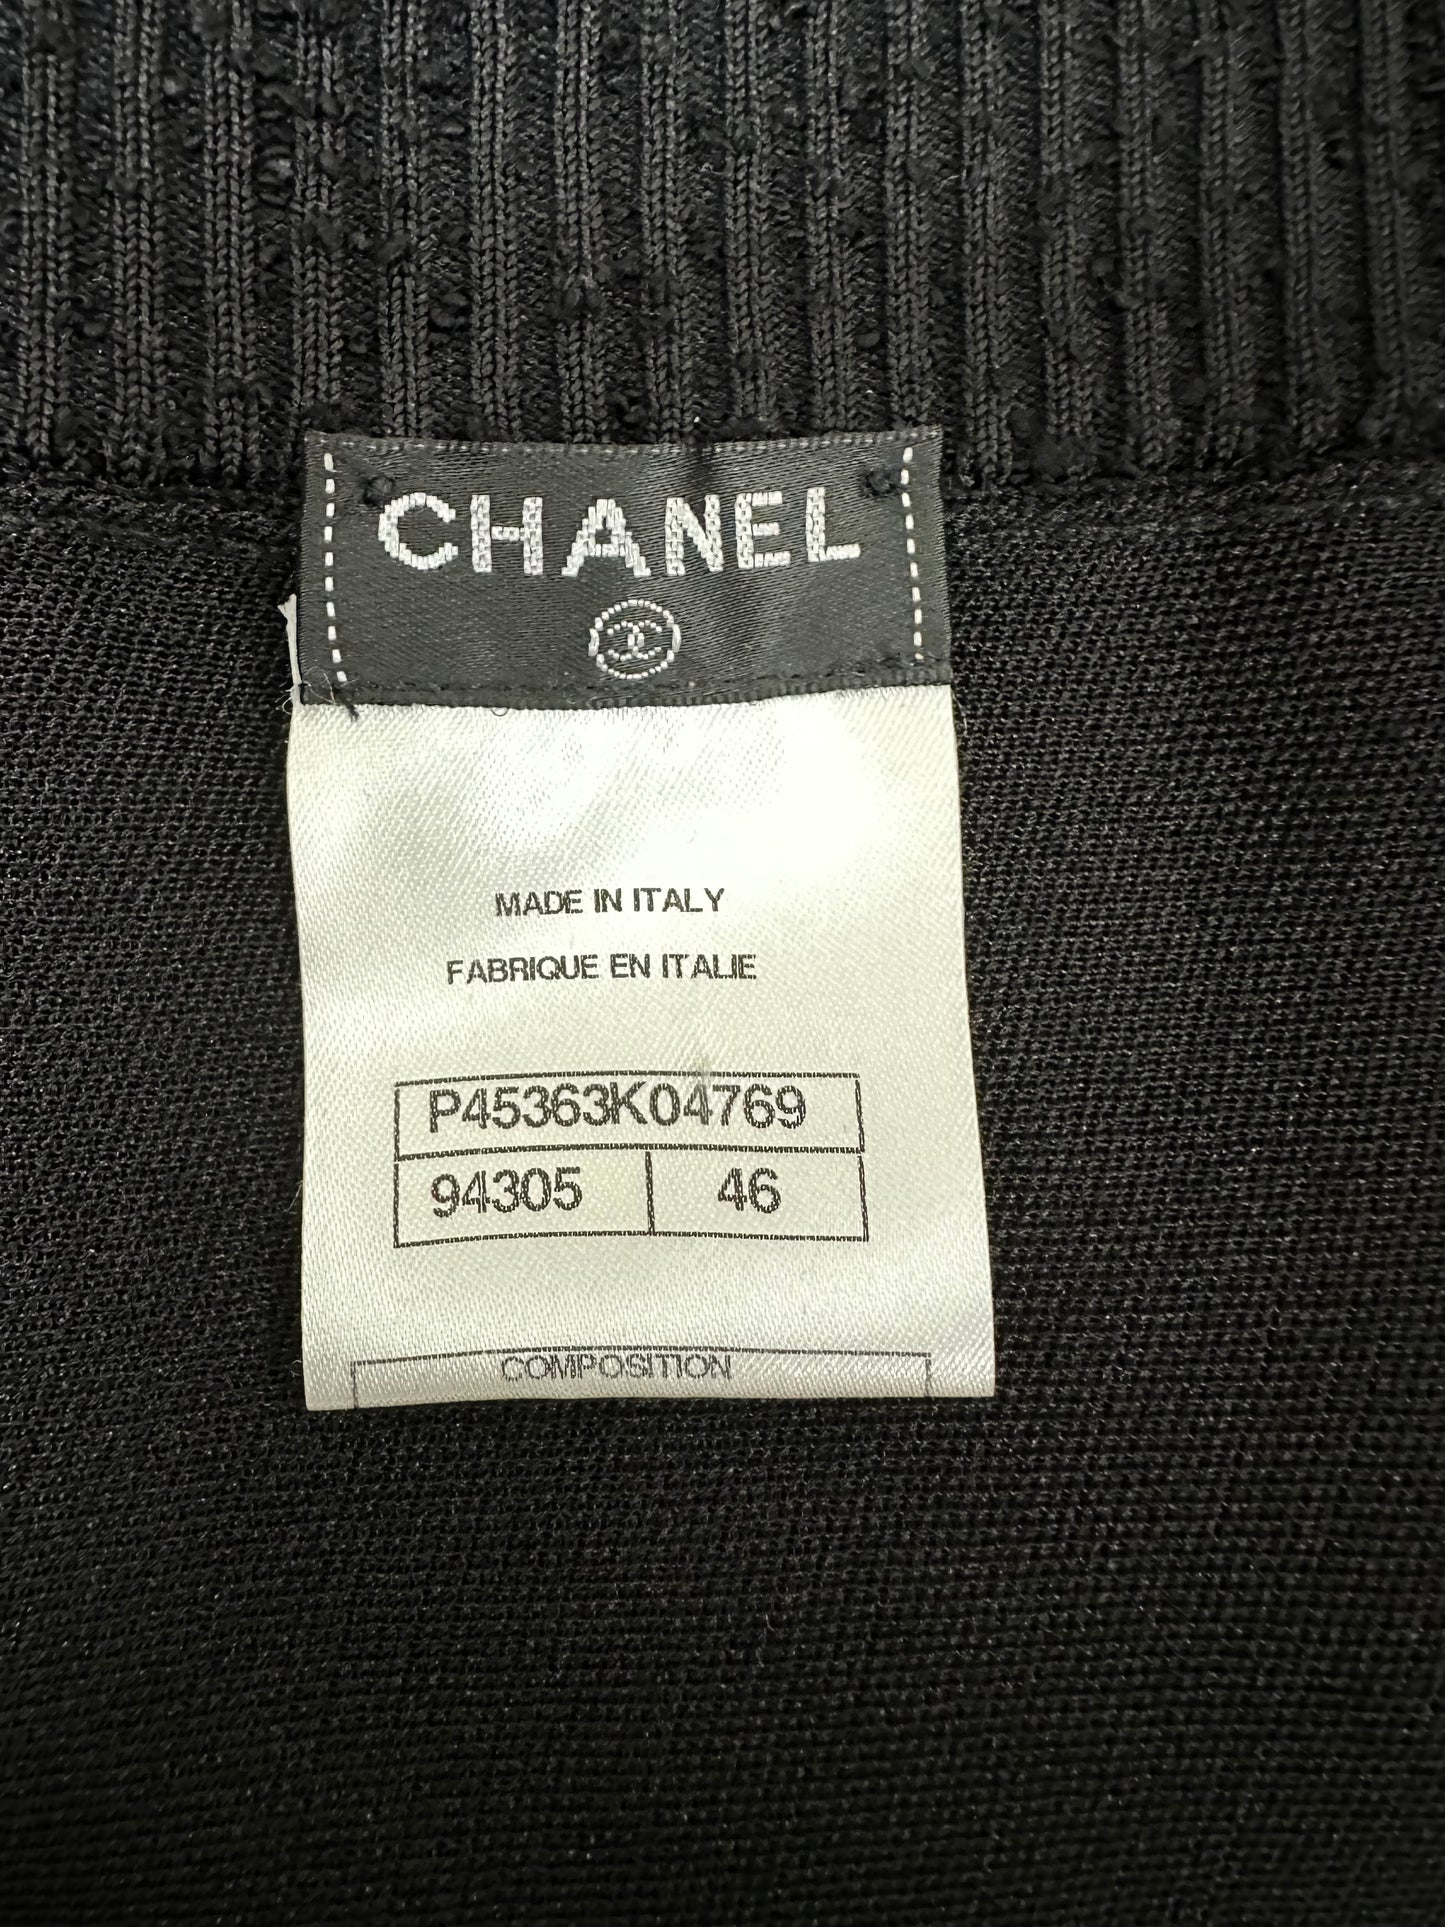 CHANEL
MADE IN ITALY
FABRIQUE EN ITALIE
P45363K04769
94305 46
COMPOSITION